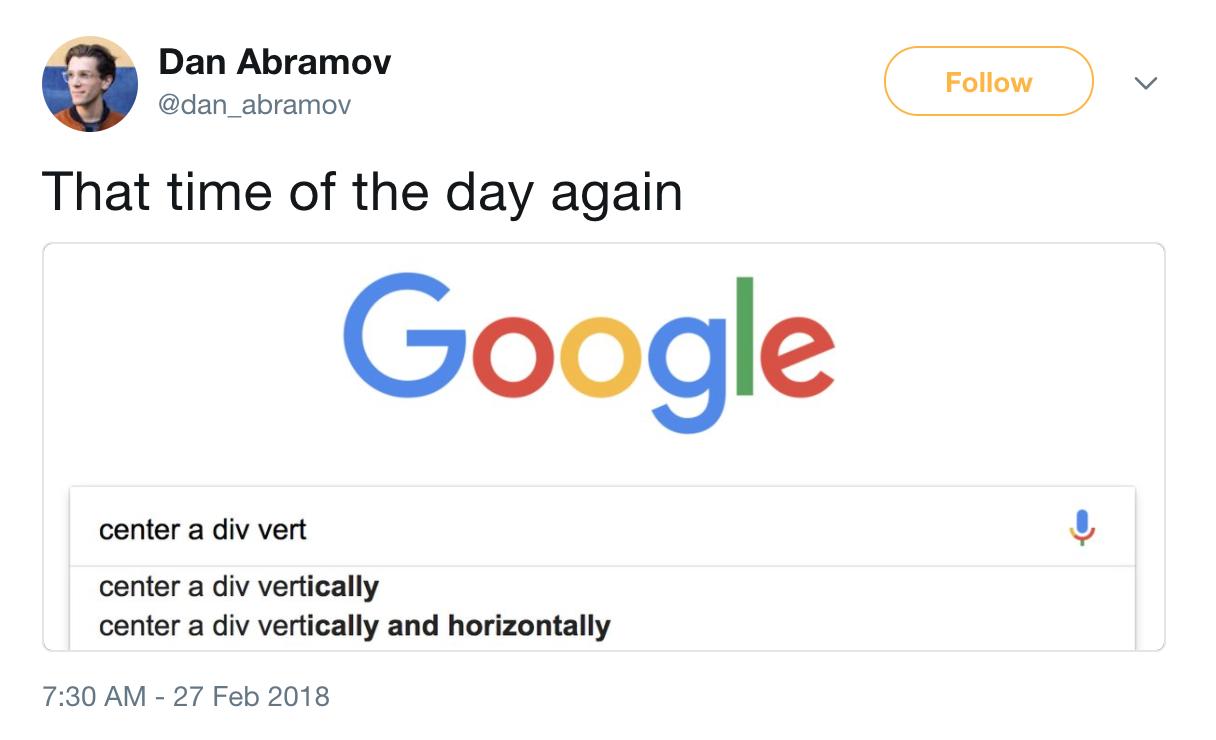 Dan Abramov
@dan_abramov
Follow
That time of the day again
Google
center a div vert
center a div vertically
center a div vertically and horizontally
7:30 AM - 27 Feb 2018